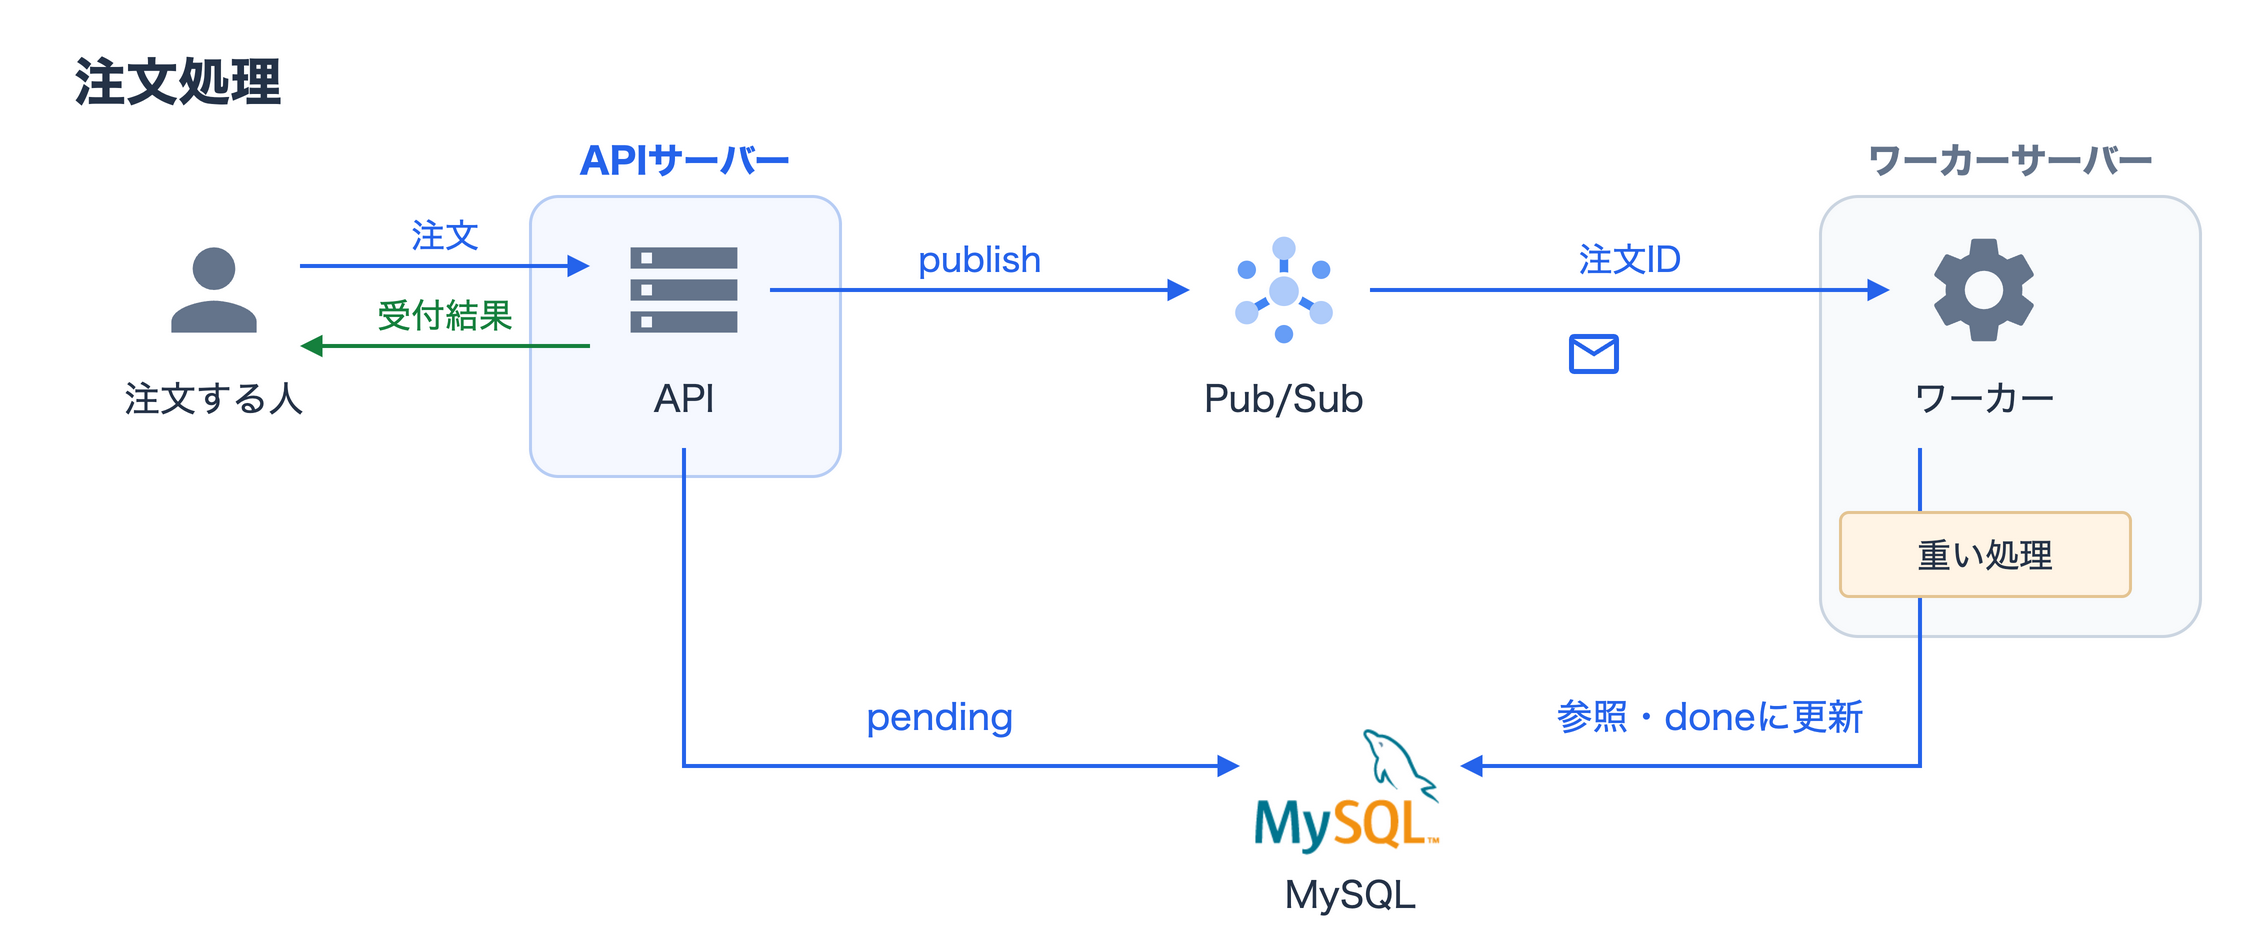 注文処理
APIサーバー
ワーカーサーバー
注文
受付結果
publish
注文ID
注文する人
API
Pub/Sub
ワーカー
重い処理
pending
参照・doneに更新
MySQL™
MySQL